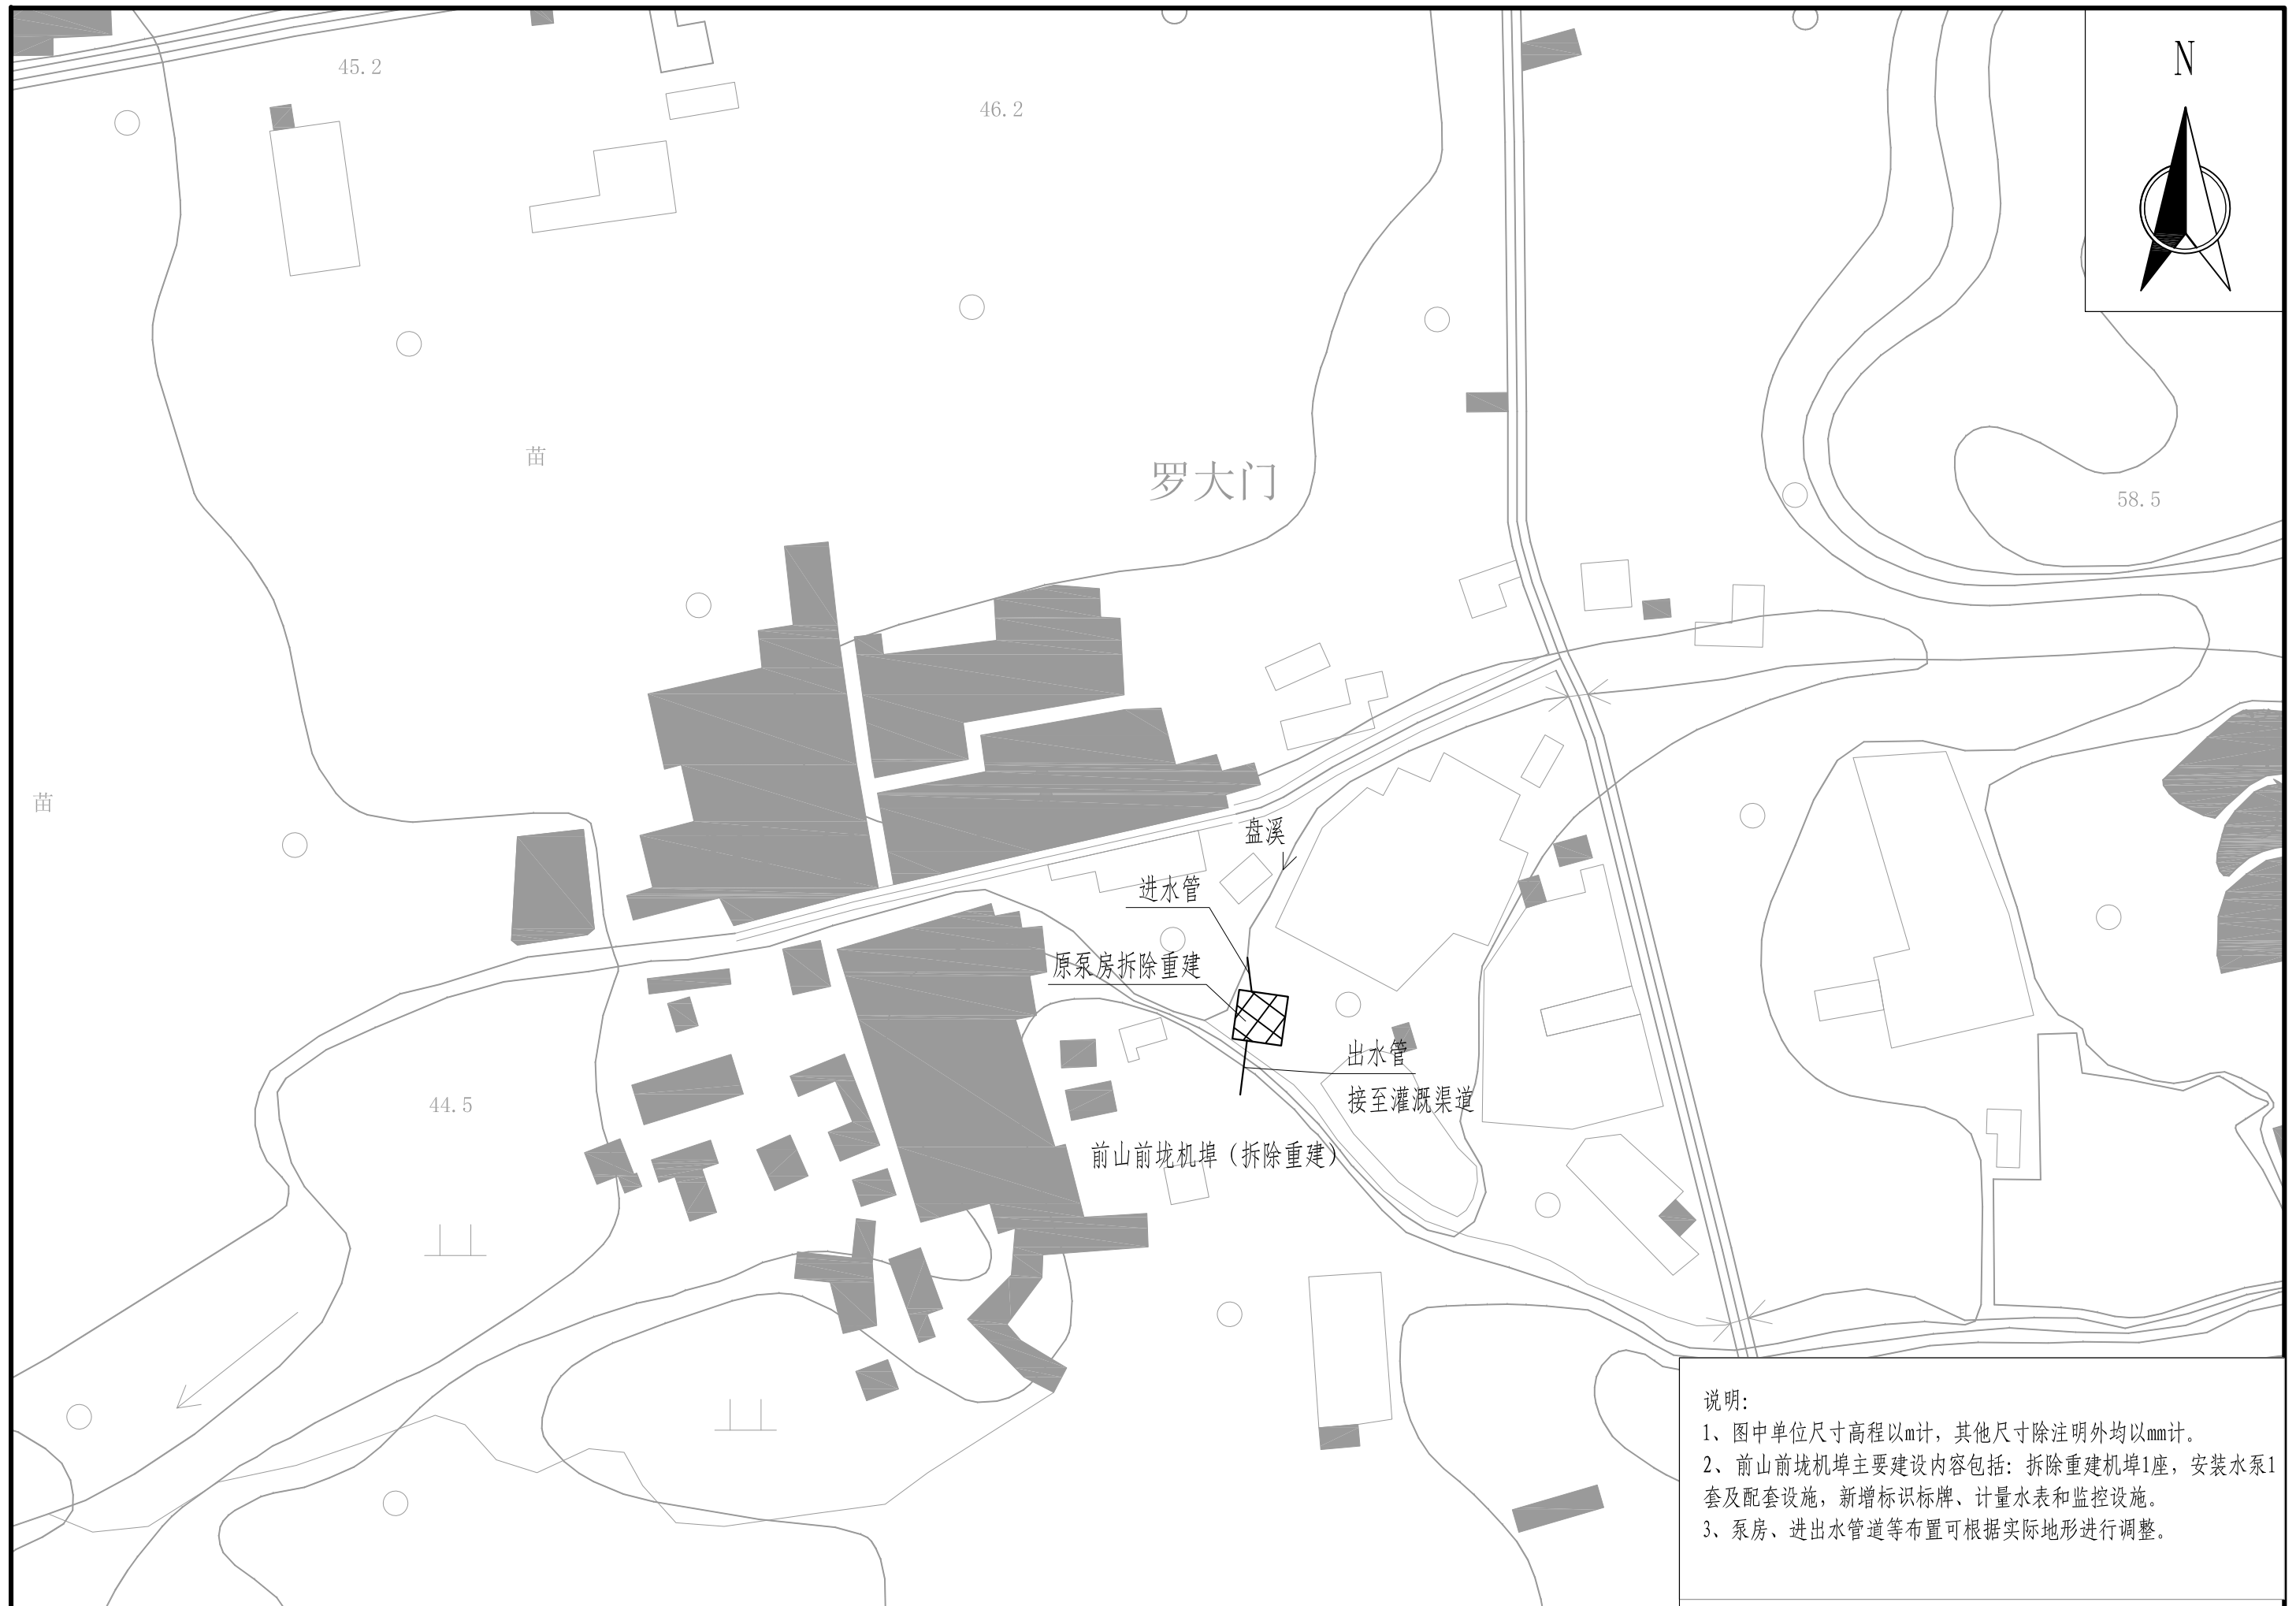 N
45.2
46.2
苗
罗大门
58.5
苗
盘溪
进水管
原泵房拆除重建
出水管
接至灌溉渠道
44.5
前山前垅机埠（拆除重建）
说明：
1、图中单位尺寸高程以m计，其他尺寸除注明外均以mm计。
2、前山前垅机埠主要建设内容包括：拆除重建机埠1座，安装水泵1
套及配套设施，新增标识标牌、计量水表和监控设施。
3、泵房、进出水管道等布置可根据实际地形进行调整。